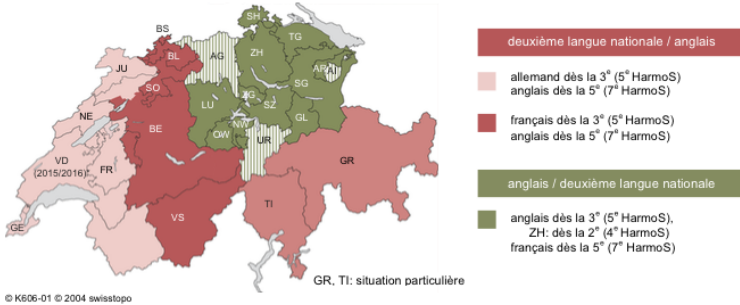 SH
BS
TG
BL
ZH
AG
JU
AR
AI
SO
SG
LU
ZG
SZ
NE
BE
NW
GL
OW
UR
VD
(2015/2016)*
FR
GR
GE
VS
TI
GR, TI: situation particulière
© K606-01 © 2004 swisstopo
deuxième langue nationale / anglais
allemand dès la 3e (5e HarmoS)
anglais dès la 5e (7e HarmoS)
français dès la 3e (5e HarmoS)
anglais dès la 5e (7e HarmoS)
anglais / deuxième langue nationale
anglais dès la 3e (5e HarmoS),
ZH: dès la 2e (4e HarmoS)
français dès la 5e (7e HarmoS)